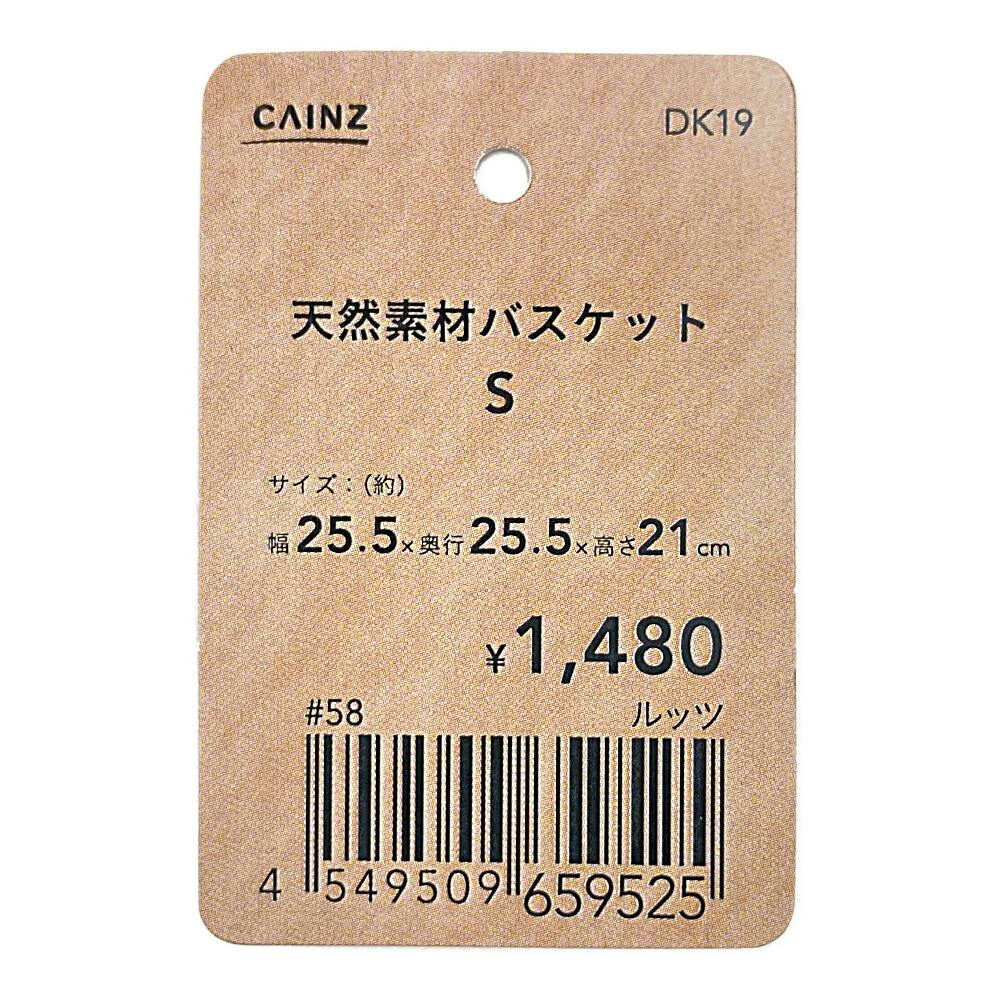 CAINZ
DK19
天然素材バスケット
S
サイズ：(約)
幅25.5×奥行25.5×高さ21cm
¥1,480
#58 ルッツ
4 549509 659525